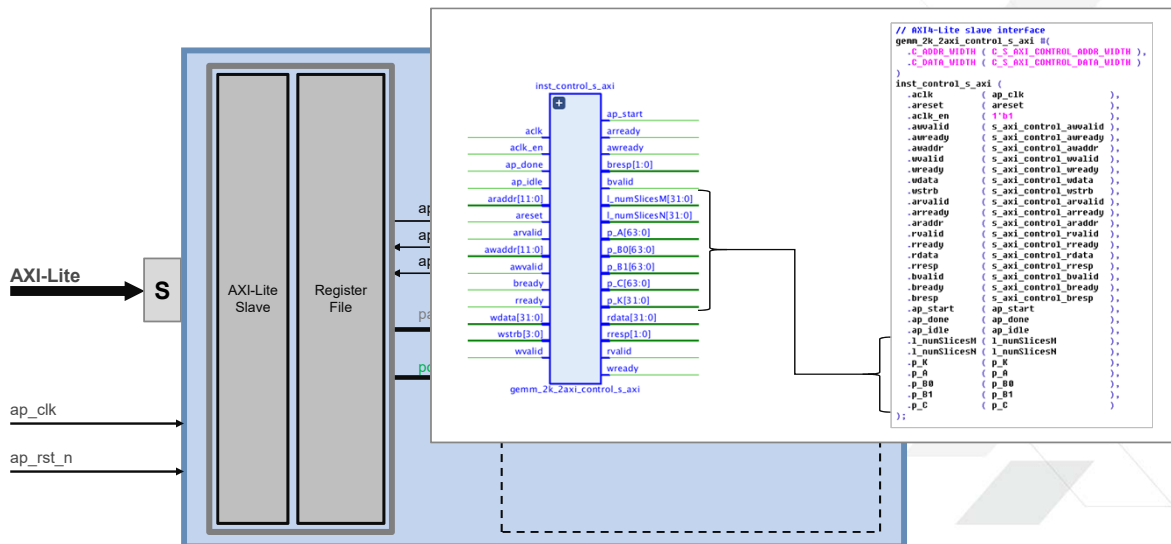 AXI-Lite
S
ap_clk
ap_rst_n
AXI-Lite
Slave
Register
File
ap
ap
ap
pa
po
inst_control_s_axi
aclk
aclk_en
ap_done
ap_idle
araddr[11:0]
areset
arvalid
awaddr[11:0]
awvalid
bready
rready
wdata[31:0]
wstrb[3:0]
wvalid
ap_start
arready
awready
bresp[1:0]
bvalid
l_numSlicesM[31:0]
l_numSlicesN[31:0]
p_A[63:0]
p_B0[63:0]
p_B1[63:0]
p_C[63:0]
p_K[31:0]
rdata[31:0]
rresp[1:0]
rvalid
wready
gemm_2k_2axi_control_s_axi
// AXI4-Lite slave interface
gemm_2k_2axi_control_s_axi #(
.C_ADDR_WIDTH ( C_S_AXI_CONTROL_ADDR_WIDTH ),
.C_DATA_WIDTH ( C_S_AXI_CONTROL_DATA_WIDTH )
)
inst_control_s_axi (
.aclk ( ap_clk ),
.areset ( areset ),
.aclk_en ( 1'b1 ),
.awvalid ( s_axi_control_awvalid ),
.awready ( s_axi_control_awready ),
.awaddr ( s_axi_control_awaddr ),
.wvalid ( s_axi_control_wvalid ),
.wready ( s_axi_control_wready ),
.wdata ( s_axi_control_wdata ),
.wstrb ( s_axi_control_wstrb ),
.arvalid ( s_axi_control_arvalid ),
.arready ( s_axi_control_arready ),
.araddr ( s_axi_control_araddr ),
.rvalid ( s_axi_control_rvalid ),
.rready ( s_axi_control_rready ),
.rdata ( s_axi_control_rdata ),
.rresp ( s_axi_control_rresp ),
.bvalid ( s_axi_control_bvalid ),
.bready ( s_axi_control_bready ),
.bresp ( s_axi_control_bresp ),
.ap_start ( ap_start ),
.ap_done ( ap_done ),
.ap_idle ( ap_idle ),
.l_numSlicesM ( l_numSlicesM ),
.l_numSlicesN ( l_numSlicesN ),
.p_K ( p_K ),
.p_A ( p_A ),
.p_B0 ( p_B0 ),
.p_B1 ( p_B1 ),
.p_C ( p_C )
);